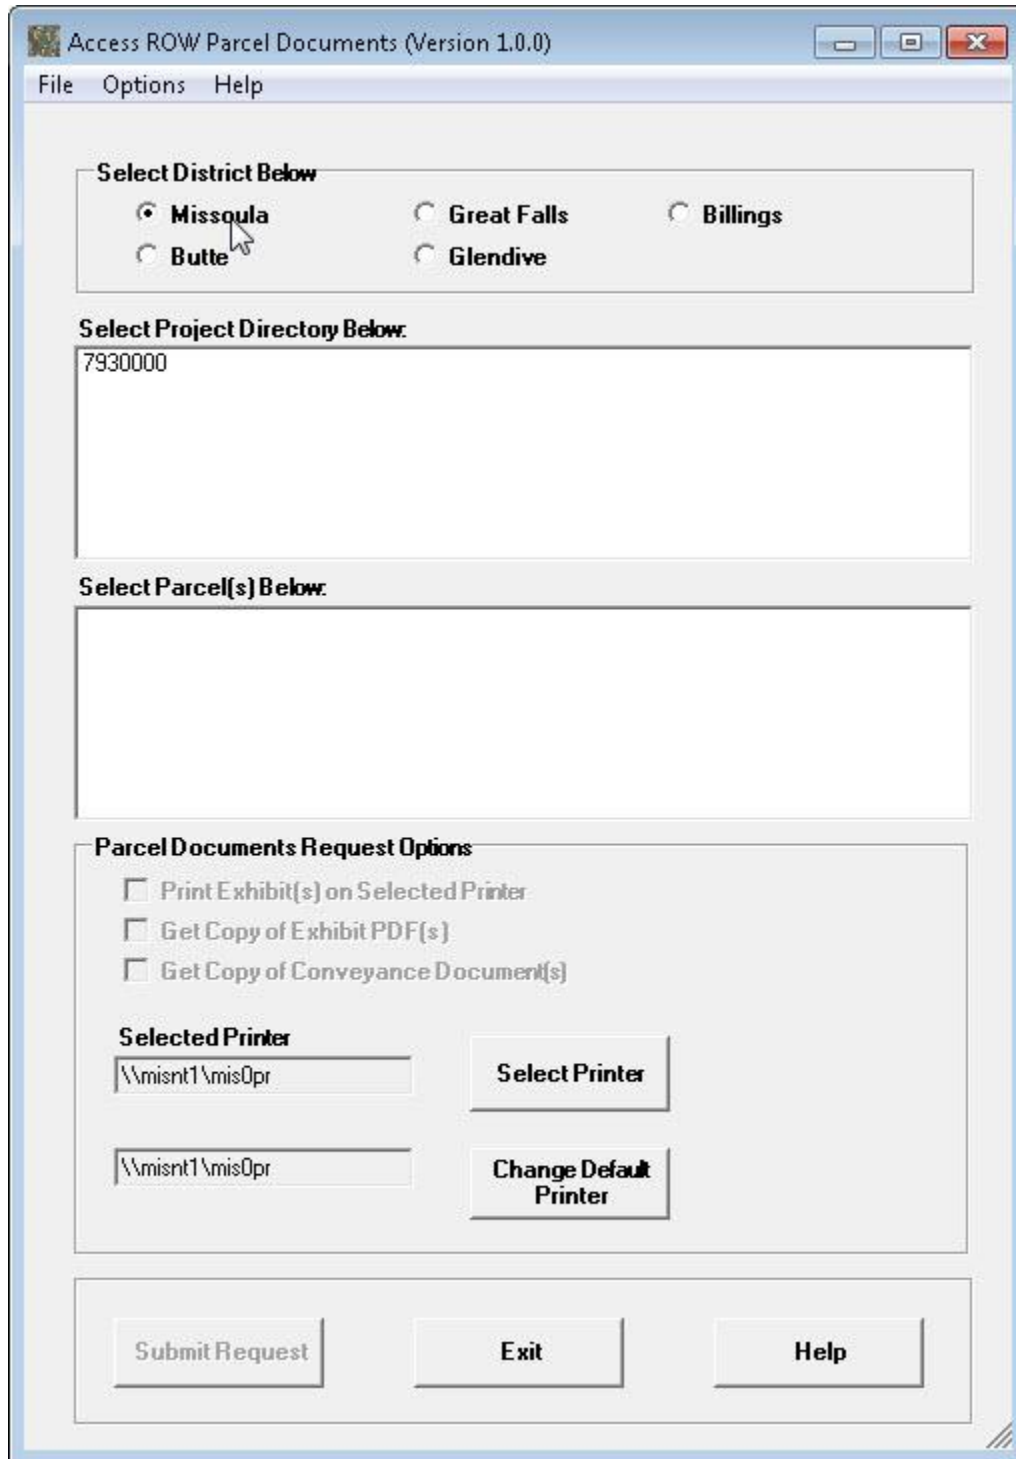 Access ROW Parcel Documents (Version 1.0.0)
File Options Help
Select District Below
Missoula Great Falls Billings
Butte Glendive
Select Project Directory Below:
7930000
Select Parcel(s) Below:
Parcel Documents Request Options
Print Exhibit(s) on Selected Printer
Get Copy of Exhibit PDF(s)
Get Copy of Conveyance Document(s)
Selected Printer
\\misnt1\mis0pr
Select Printer
\\misnt1\mis0pr
Change Default
Printer
Submit Request Exit Help